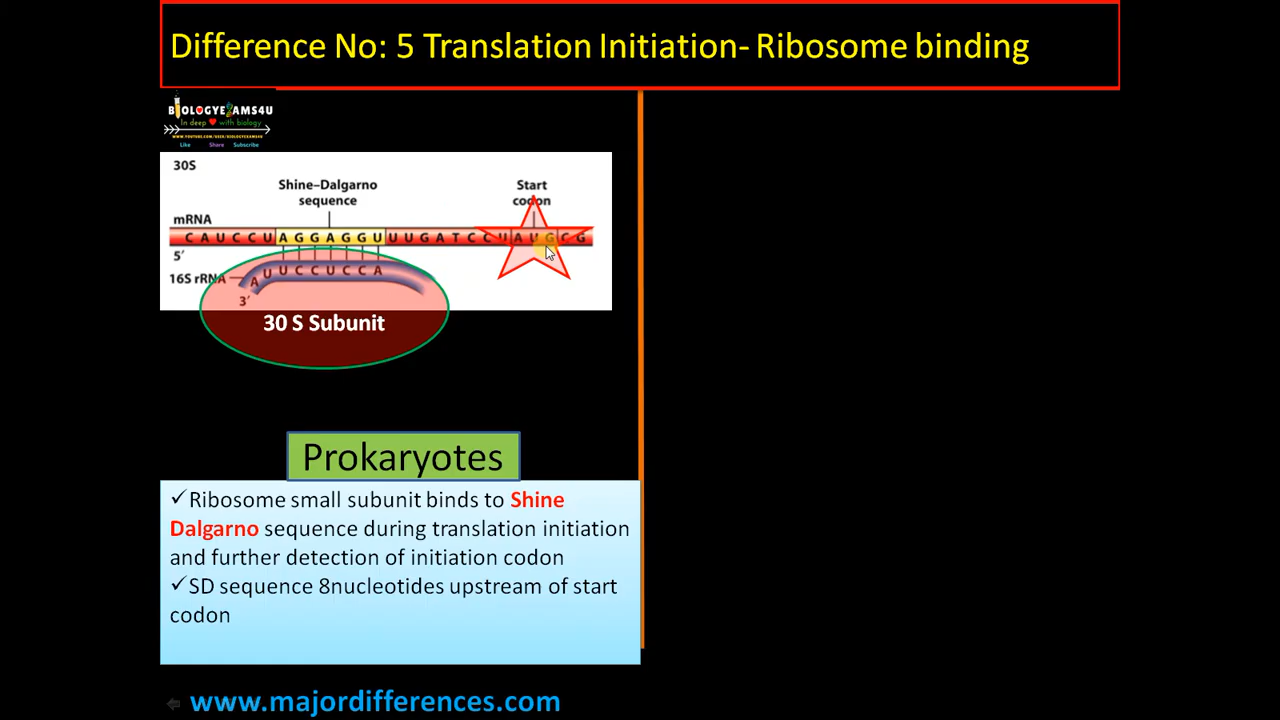 Difference No: 5 Translation Initiation- Ribosome binding
BIOLOGYEXAMS4U
In deep with biology
WWW.YOUTUBE.COM/USER/BIOLOGYEXAMS4U
Like Share Subscribe
30S
Shine–Dalgarno
sequence
Start
codon
mRNA
C A U C C U A G G A G G U U U G A T C C U A U G C G
5′
16S rRNA
A U U C C U C C A
3′
30 S Subunit
Prokaryotes
✓Ribosome small subunit binds to Shine
Dalgarno sequence during translation initiation
and further detection of initiation codon
✓SD sequence 8nucleotides upstream of start
codon
www.majordifferences.com